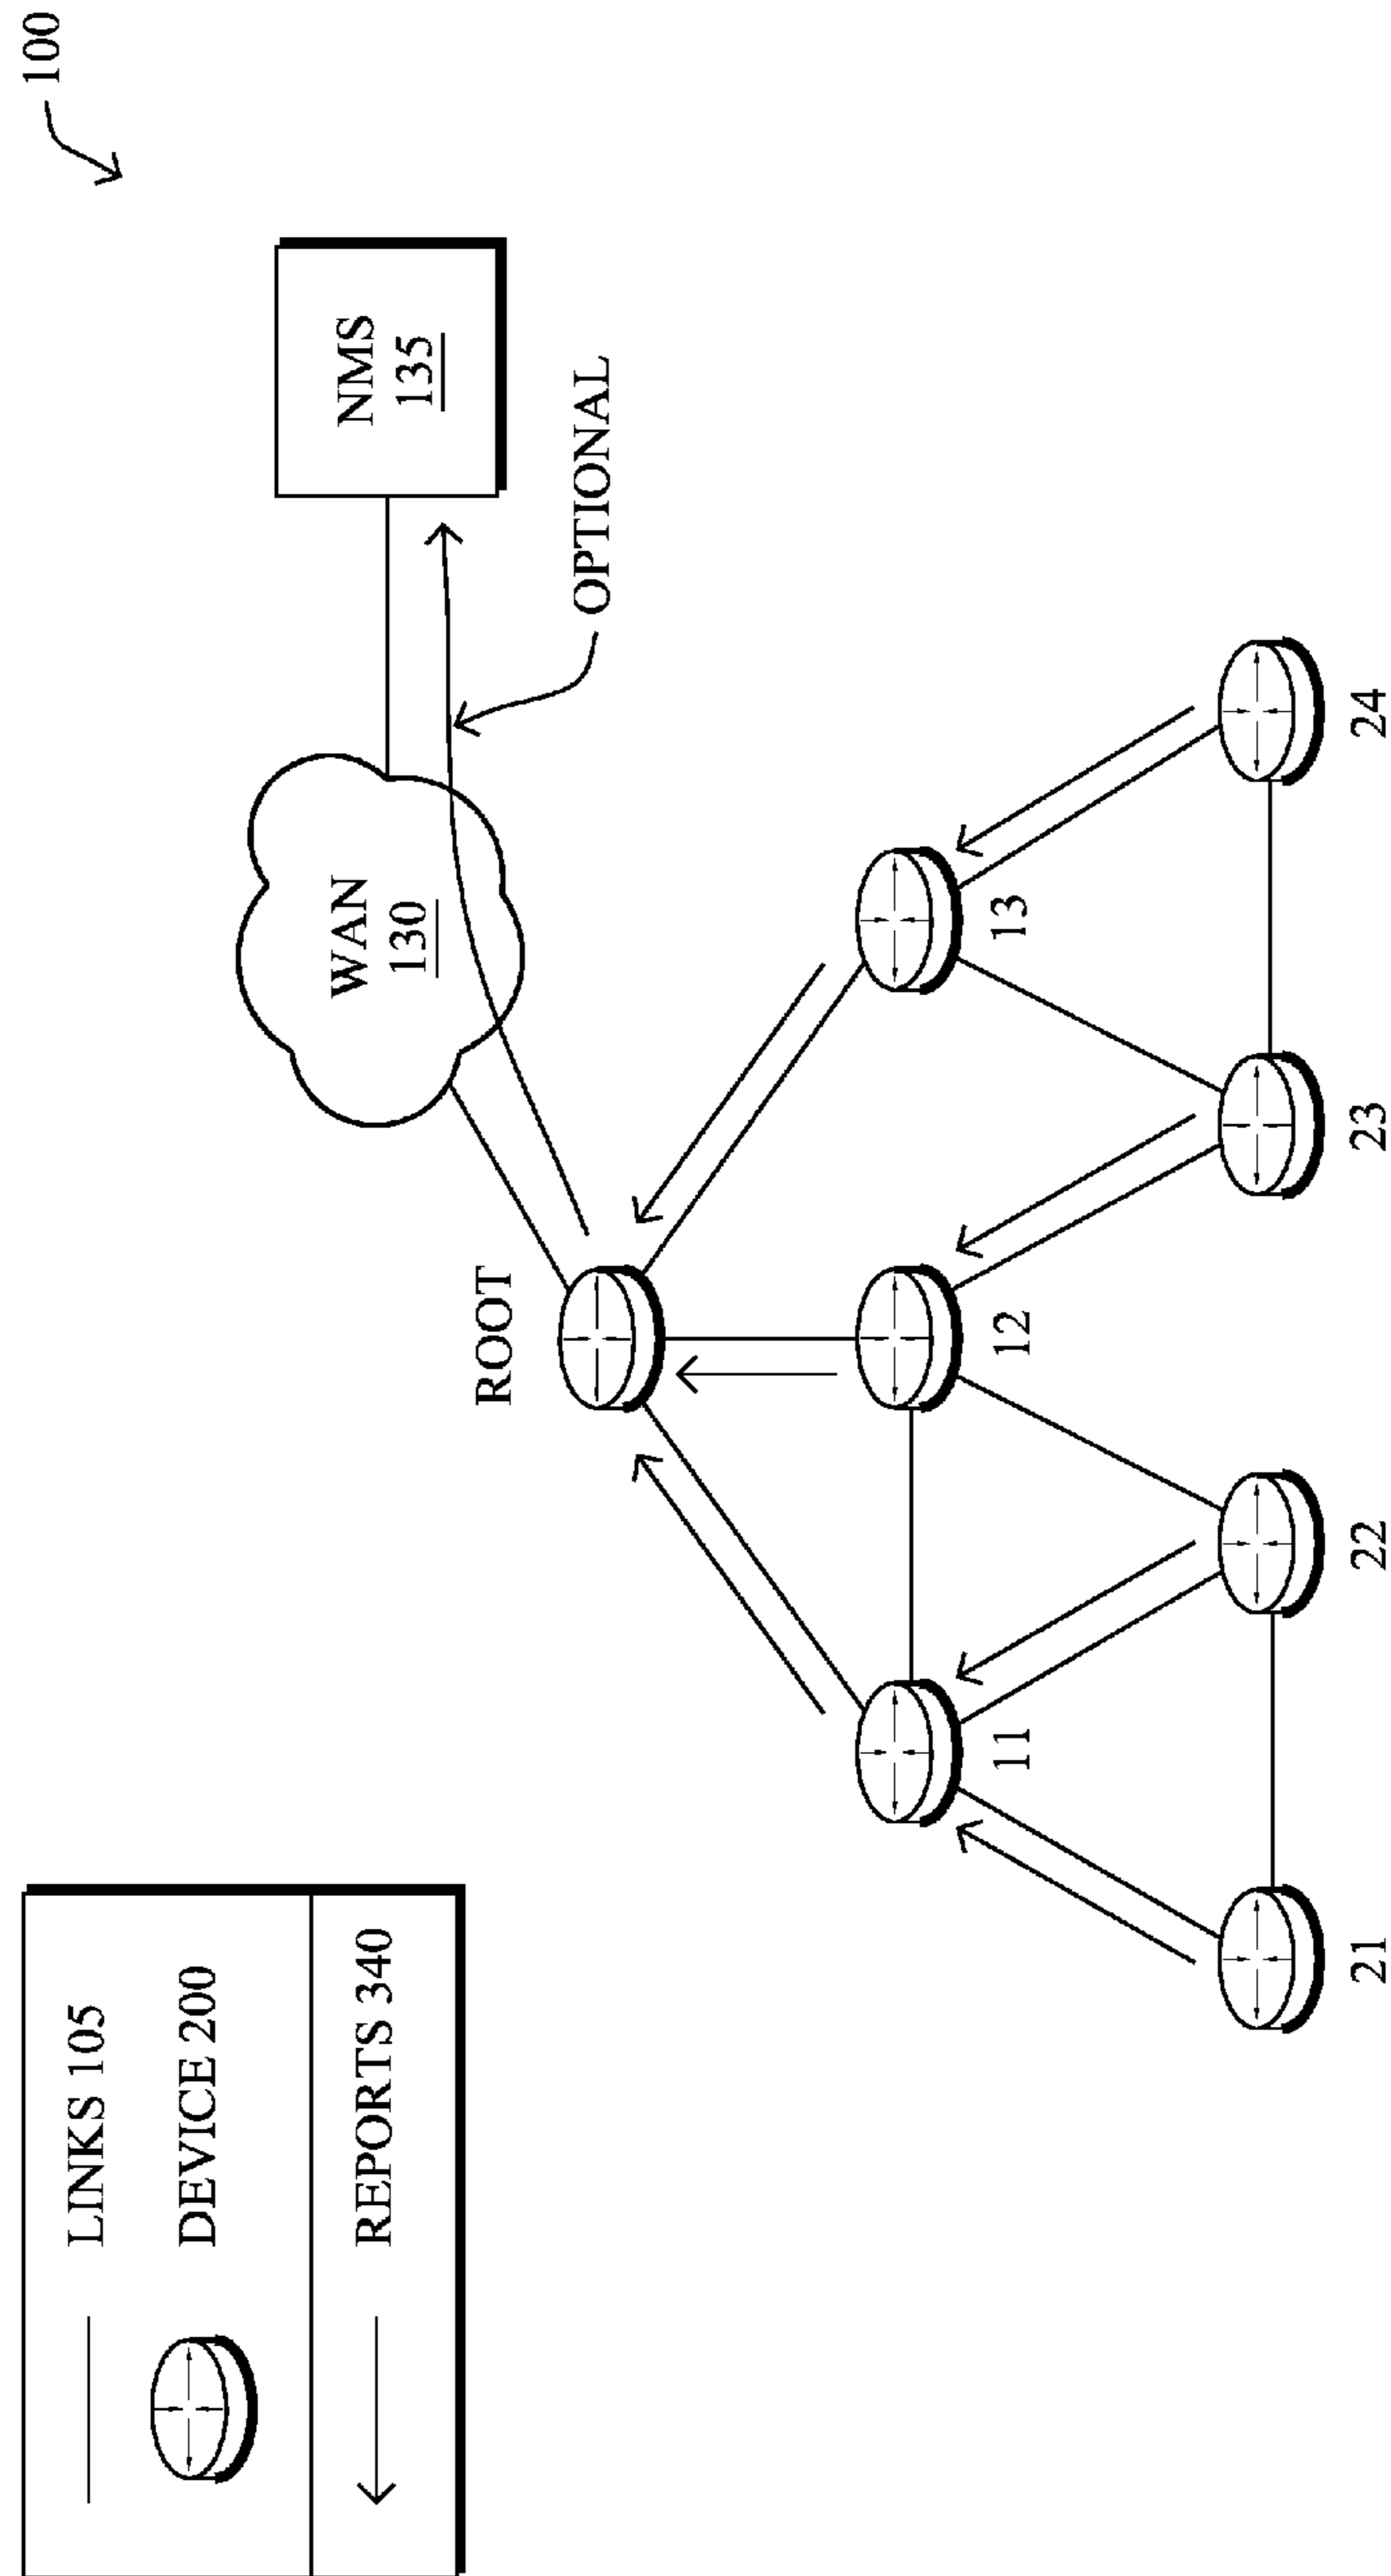 100
LINKS 105
DEVICE 200
REPORTS 340
WAN
130
NMS
135
OPTIONAL
ROOT
11
12
13
21
22
23
24